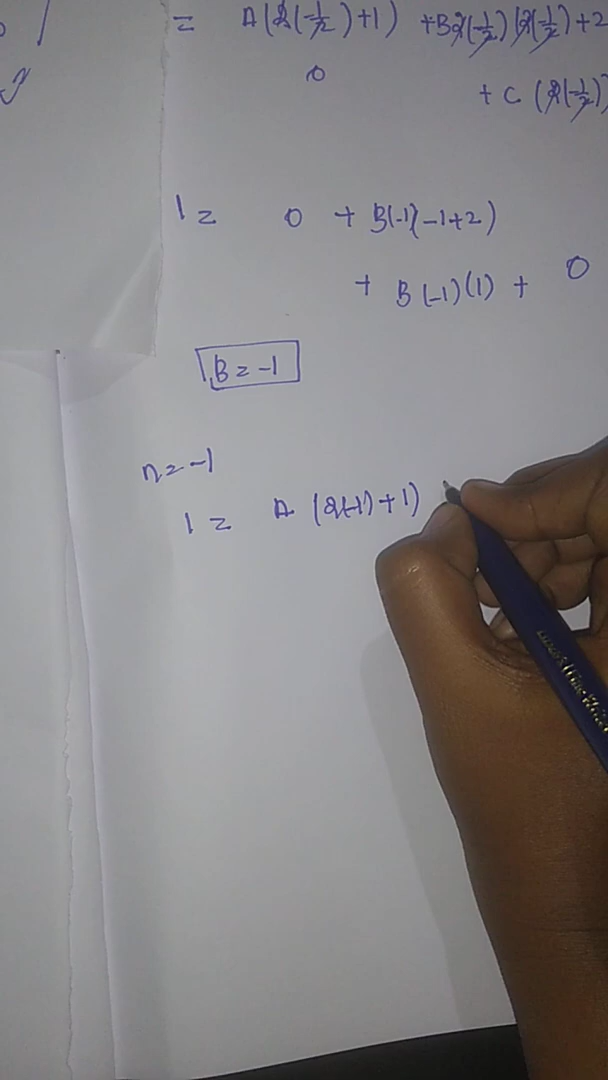 = A(2(-1/2)+1) +B2(-1/2)(2(-1/2)+2
0
+ C (2(-1/2)
1 = 0 + B(-1)(-1+2)
+ B(-1)(1) + 0
B = -1
n = -1
1 = A (2(-1)+1)